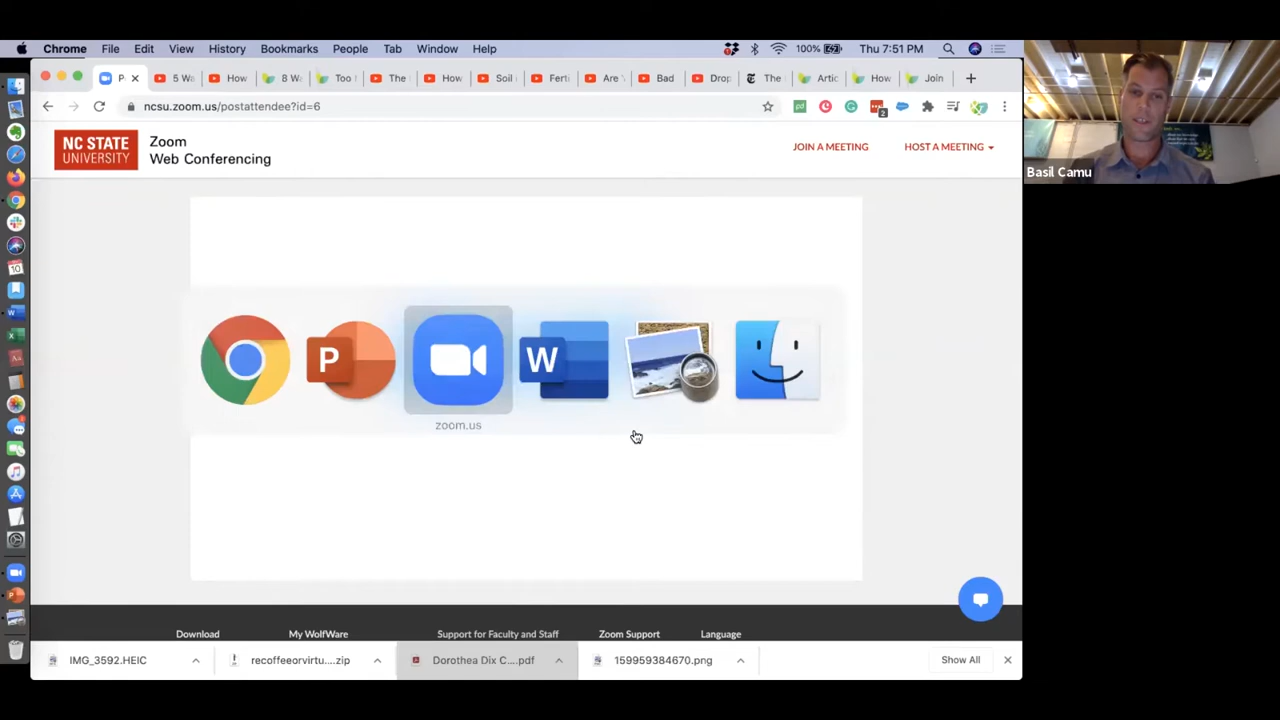 Chrome File Edit View History Bookmarks People Tab Window Help 100% Thu 7:51 PM
P 5 Wa How 8 W Too The How Soil Ferti Are Bad Drop The Artic How Join
ncsu.zoom.us/postattendee?id=6
2
NC STATE
UNIVERSITY
Zoom
Web Conferencing
JOIN A MEETING
HOST A MEETING
Basil Camu
P
W
zoom.us
Download My WolfWare Support for Faculty and Staff Zoom Support Language
IMG_3592.HEIC recoffeeorvirtu....zip Dorothea Dix C....pdf 159959384670.png Show All